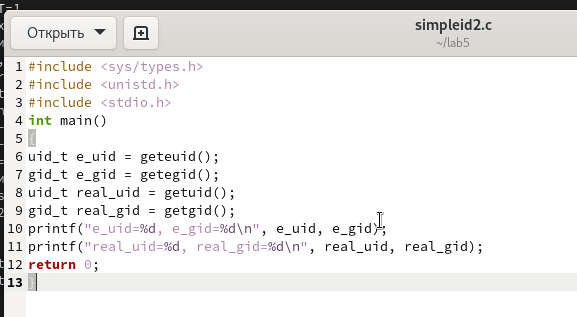 Открыть
simpleid2.c
~/lab5
1 #include <sys/types.h>
2 #include <unistd.h>
3 #include <stdio.h>
4 int main()
5 {
6 uid_t e_uid = geteuid();
7 gid_t e_gid = getegid();
8 uid_t real_uid = getuid();
9 gid_t real_gid = getgid();
10 printf("e_uid=%d, e_gid=%d\n", e_uid, e_gid);
11 printf("real_uid=%d, real_gid=%d\n", real_uid, real_gid);
12 return 0;
13 }